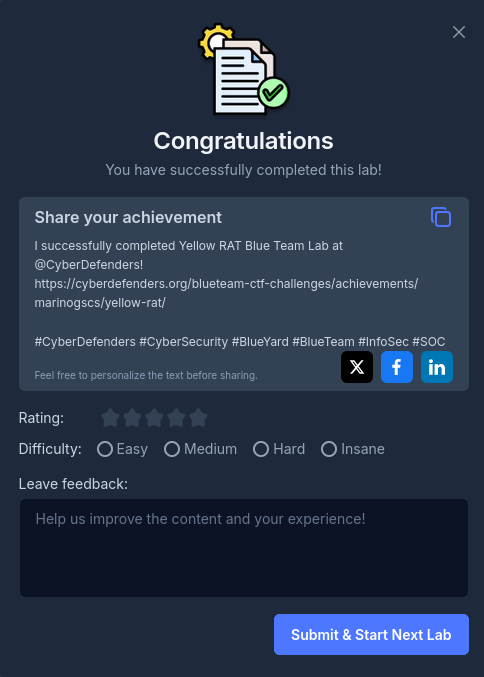 Congratulations
You have successfully completed this lab!
Share your achievement
I successfully completed Yellow RAT Blue Team Lab at
@CyberDefenders!
https://cyberdefenders.org/blueteam-ctf-challenges/achievements/
marinogscs/yellow-rat/
#CyberDefenders #CyberSecurity #BlueYard #BlueTeam #InfoSec #SOC
Feel free to personalize the text before sharing.
Rating:
Difficulty: Easy Medium Hard Insane
Leave feedback:
Help us improve the content and your experience!
Submit & Start Next Lab